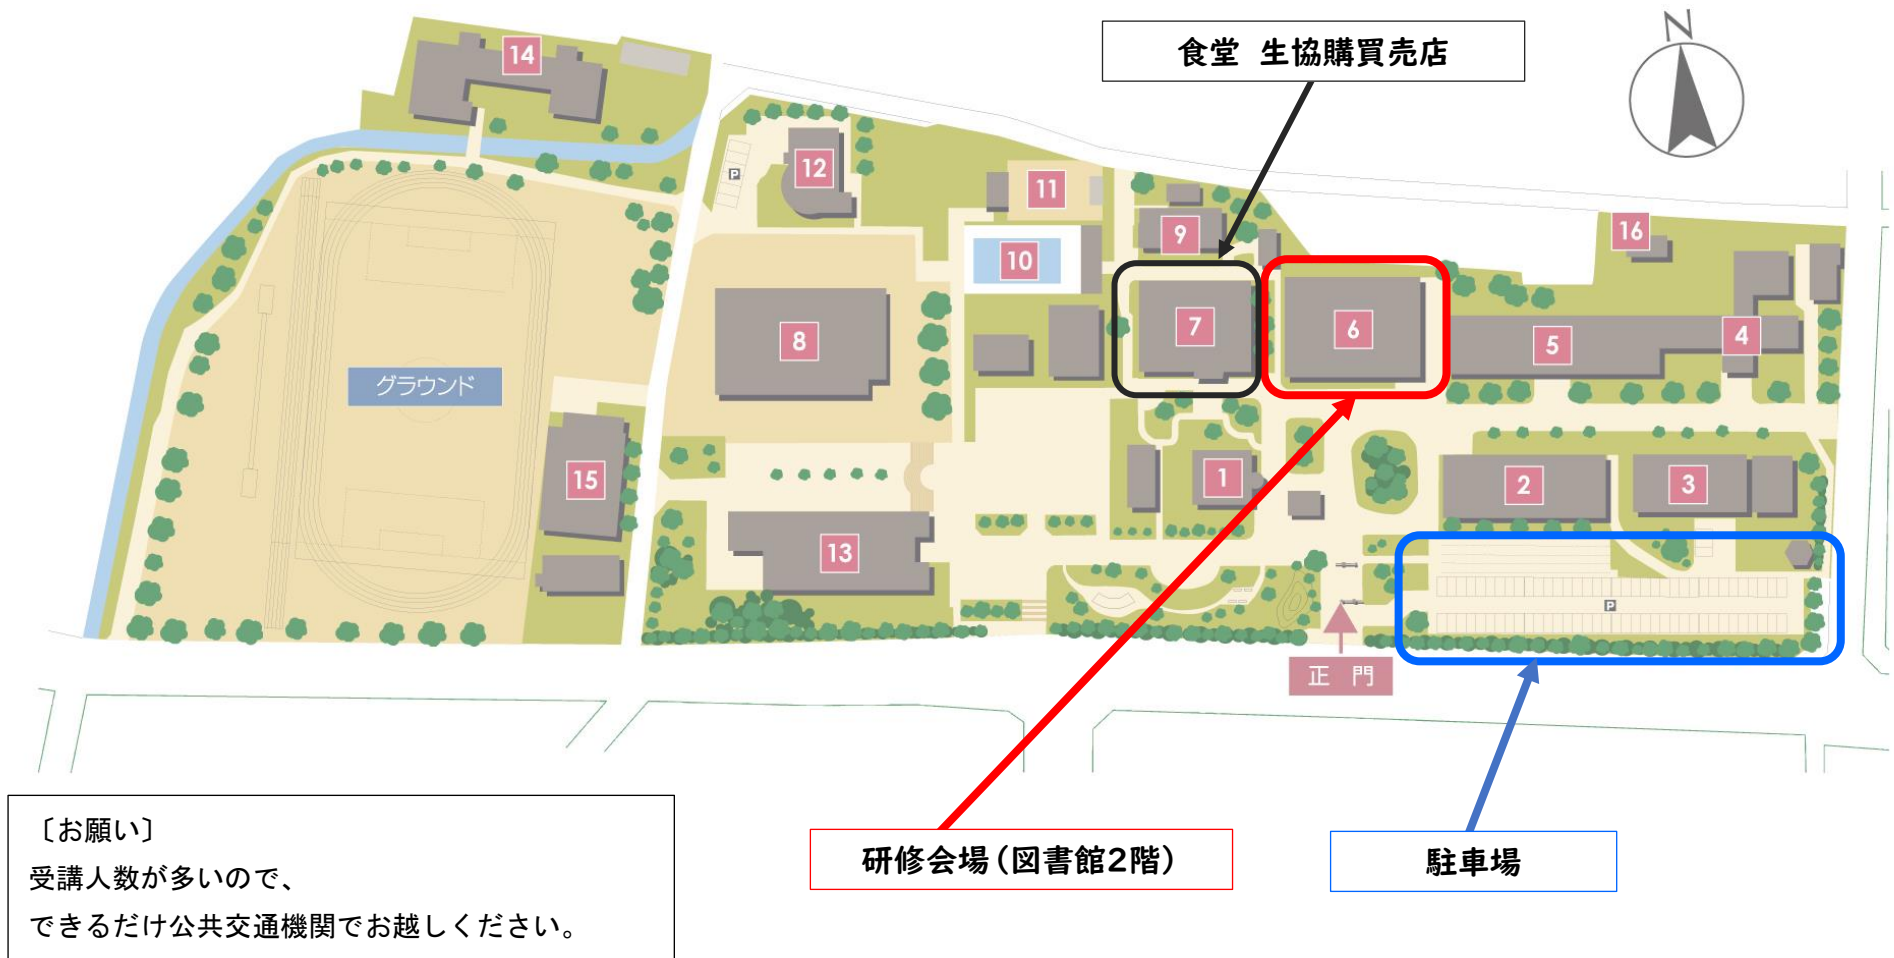 N
食堂 生協購買売店
14
12
11
9
16
10
7
6
8
5
4
グラウンド
15
1
2
3
13
P
P
正 門
研修会場(図書館2階)
駐車場
〔お願い〕
受講人数が多いので、
できるだけ公共交通機関でお越しください。